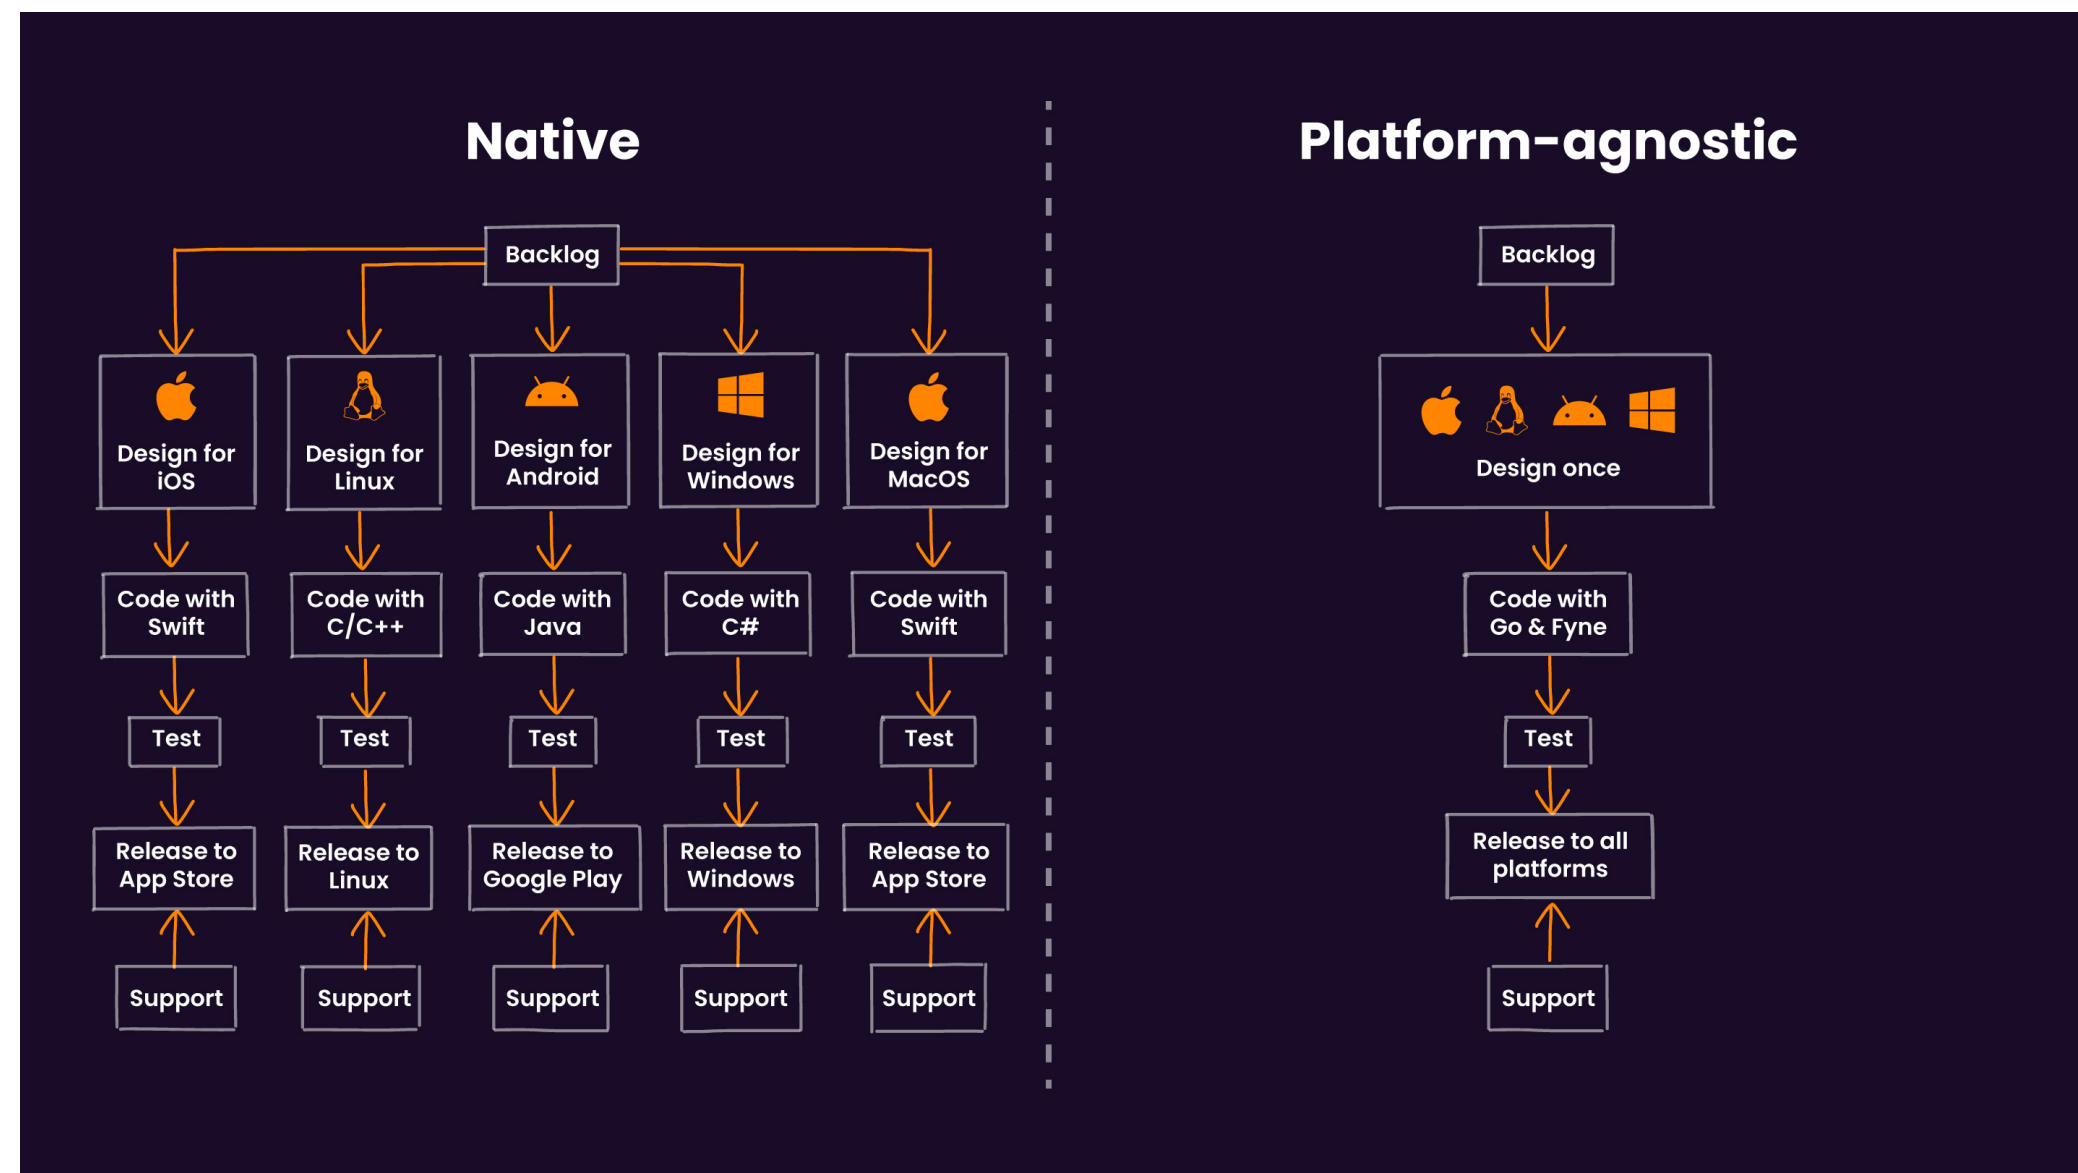 Native
Platform-agnostic
Backlog
Design for
iOS
Design for
Linux
Design for
Android
Design for
Windows
Design for
MacOS
Code with
Swift
Code with
C/C++
Code with
Java
Code with
C#
Code with
Swift
Test
Test
Test
Test
Test
Release to
App Store
Release to
Linux
Release to
Google Play
Release to
Windows
Release to
App Store
Support
Support
Support
Support
Support
Backlog
Design once
Code with
Go & Fyne
Test
Release to all
platforms
Support